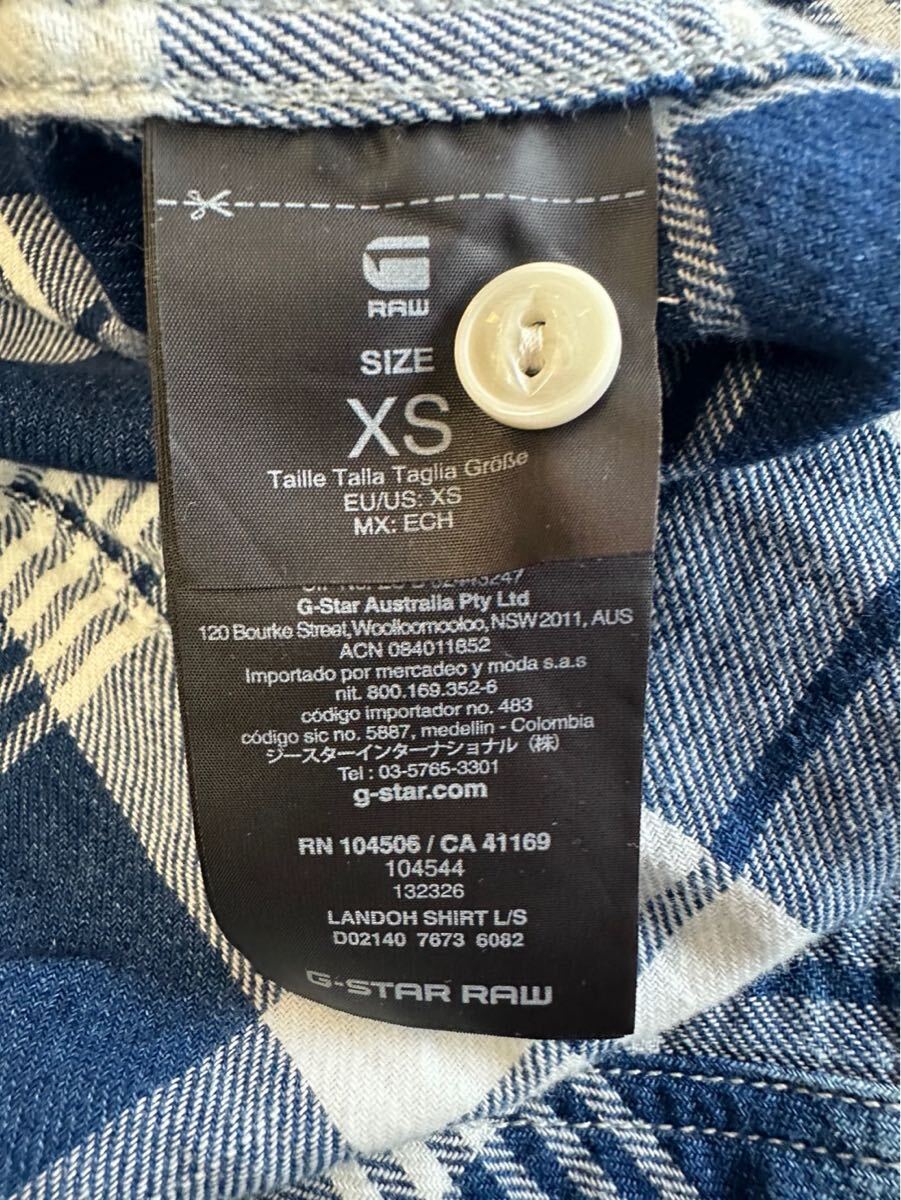 RAW
SIZE
XS
Taille Talla Taglia Größe
EU/US: XS
MX: ECH
G-Star Australia Pty Ltd
120 Bourke Street, Woolloomooloo, NSW 2011, AUS
ACN 084011852
Importado por mercadeo y moda s.a.s
nit. 800.169.352-6
código importador no. 483
código sic no. 5887, medellin - Colombia
ジースターインターナショナル（株）
Tel : 03-5765-3301
g-star.com
RN 104506 / CA 41169
104544
132326
LANDOH SHIRT L/S
D02140 7673 6082
G-STAR RAW